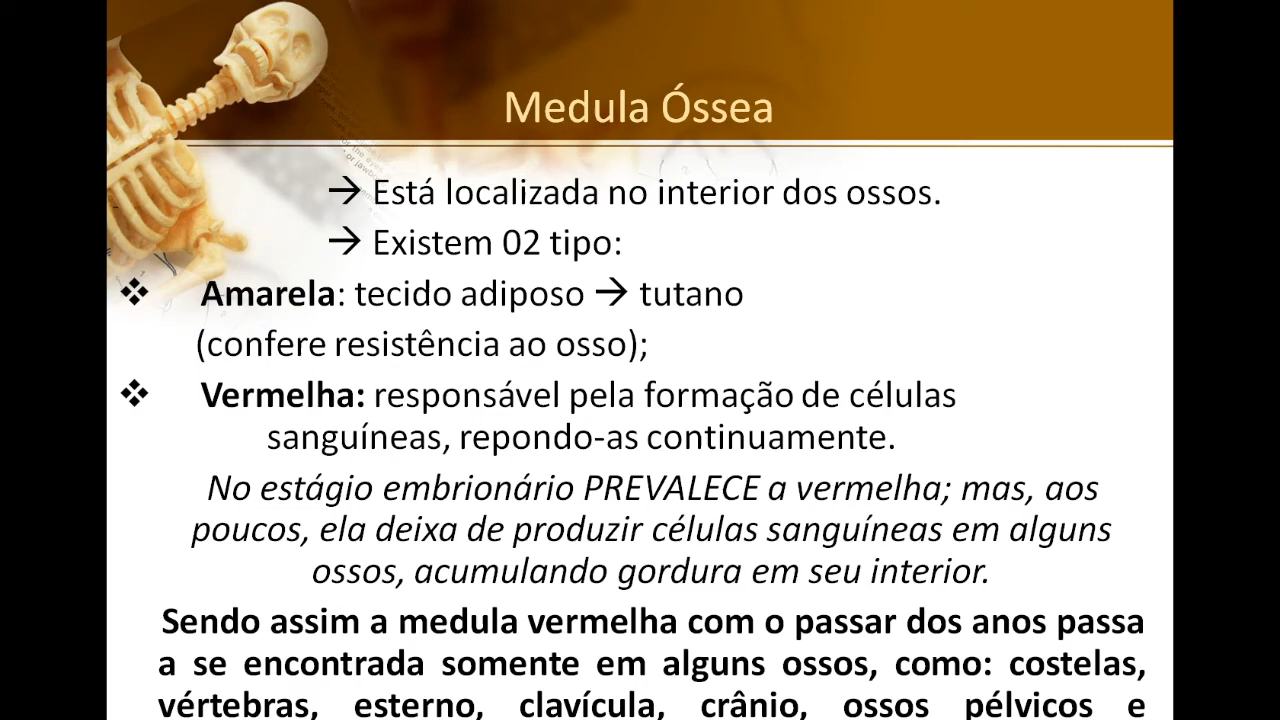 Medula Óssea
→ Está localizada no interior dos ossos.
→ Existem 02 tipo:
❖ Amarela: tecido adiposo → tutano
(confere resistência ao osso);
❖ Vermelha: responsável pela formação de células
sanguíneas, repondo-as continuamente.
No estágio embrionário PREVALECE a vermelha; mas, aos
poucos, ela deixa de produzir células sanguíneas em alguns
ossos, acumulando gordura em seu interior.
Sendo assim a medula vermelha com o passar dos anos passa
a se encontrada somente em alguns ossos, como: costelas,
vértebras, esterno, clavícula, crânio, ossos pélvicos e